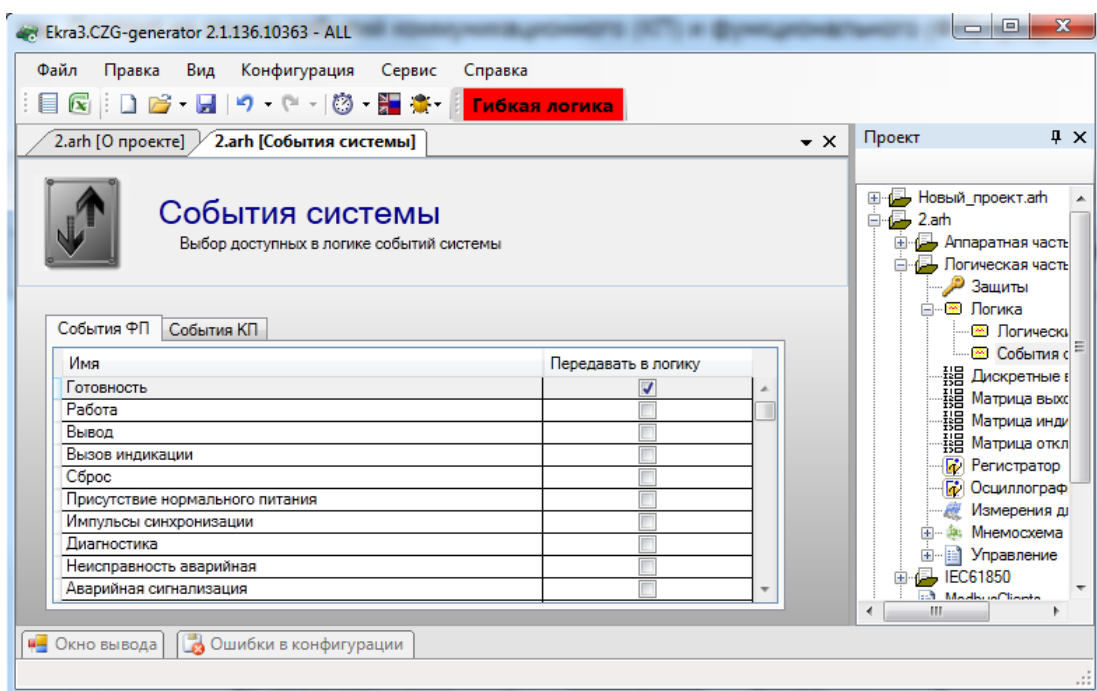 Ekra3.CZG-generator 2.1.136.10363 - ALL
Файл Правка Вид Конфигурация Сервис Справка
Гибкая логика
2.arh [О проекте] 2.arh [События системы]
События системы
Выбор доступных в логике событий системы
События ФП События КП
Имя Передавать в логику
Готовность
Работа
Вывод
Вызов индикации
Сброс
Присутствие нормального питания
Импульсы синхронизации
Диагностика
Неисправность аварийная
Аварийная сигнализация
Проект
Новый_проект.arh
2.arh
Аппаратная часть
Логическая часть
Защиты
Логика
Логически
События с
Дискретные в
Матрица выхо
Матрица инди
Матрица откл
Регистратор
Осциллограф
Измерения д
Мнемосхема
Управление
IEC61850
ModbusClients
Окно вывода Ошибки в конфигурации